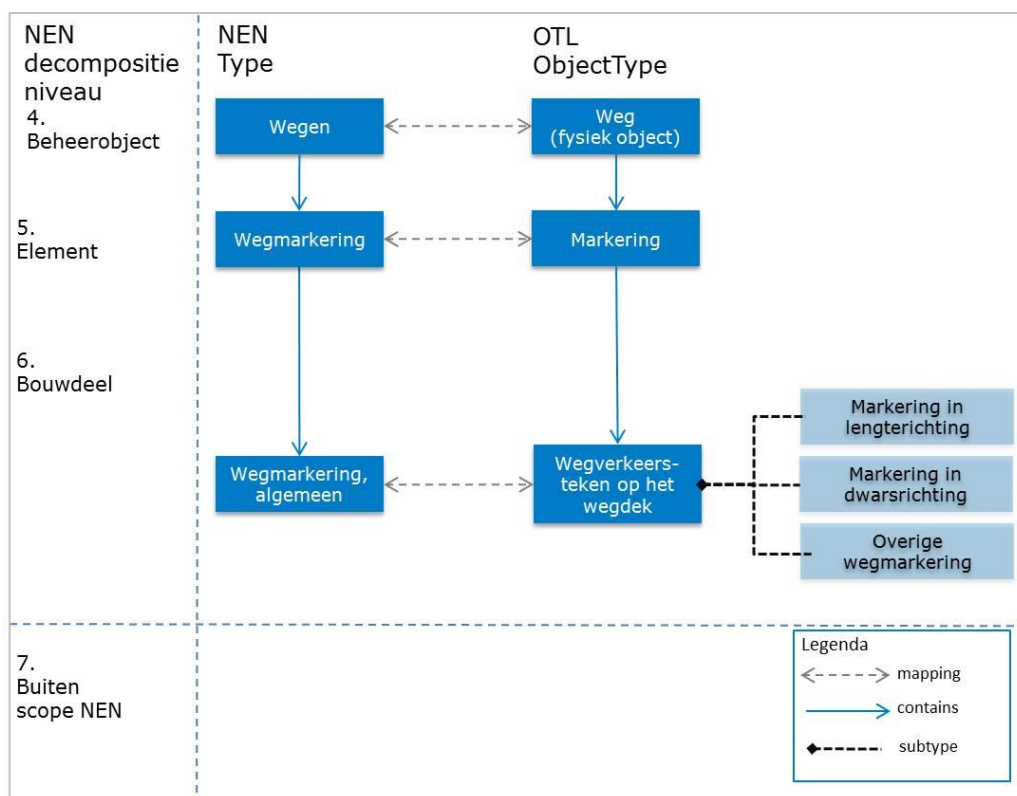 NEN
decompositie
niveau
NEN
Type
OTL
ObjectType
4.
Beheerobject
Wegen
Weg
(fysiek object)
5.
Element
Wegmarkering
Markering
6.
Bouwdeel
Wegmarkering,
algemeen
Wegverkeers-
teken op het
wegdek
Markering in
lengterichting
Markering in
dwarsrichting
Overige
wegmarkering
7.
Buiten
scope NEN
Legenda
mapping
contains
subtype